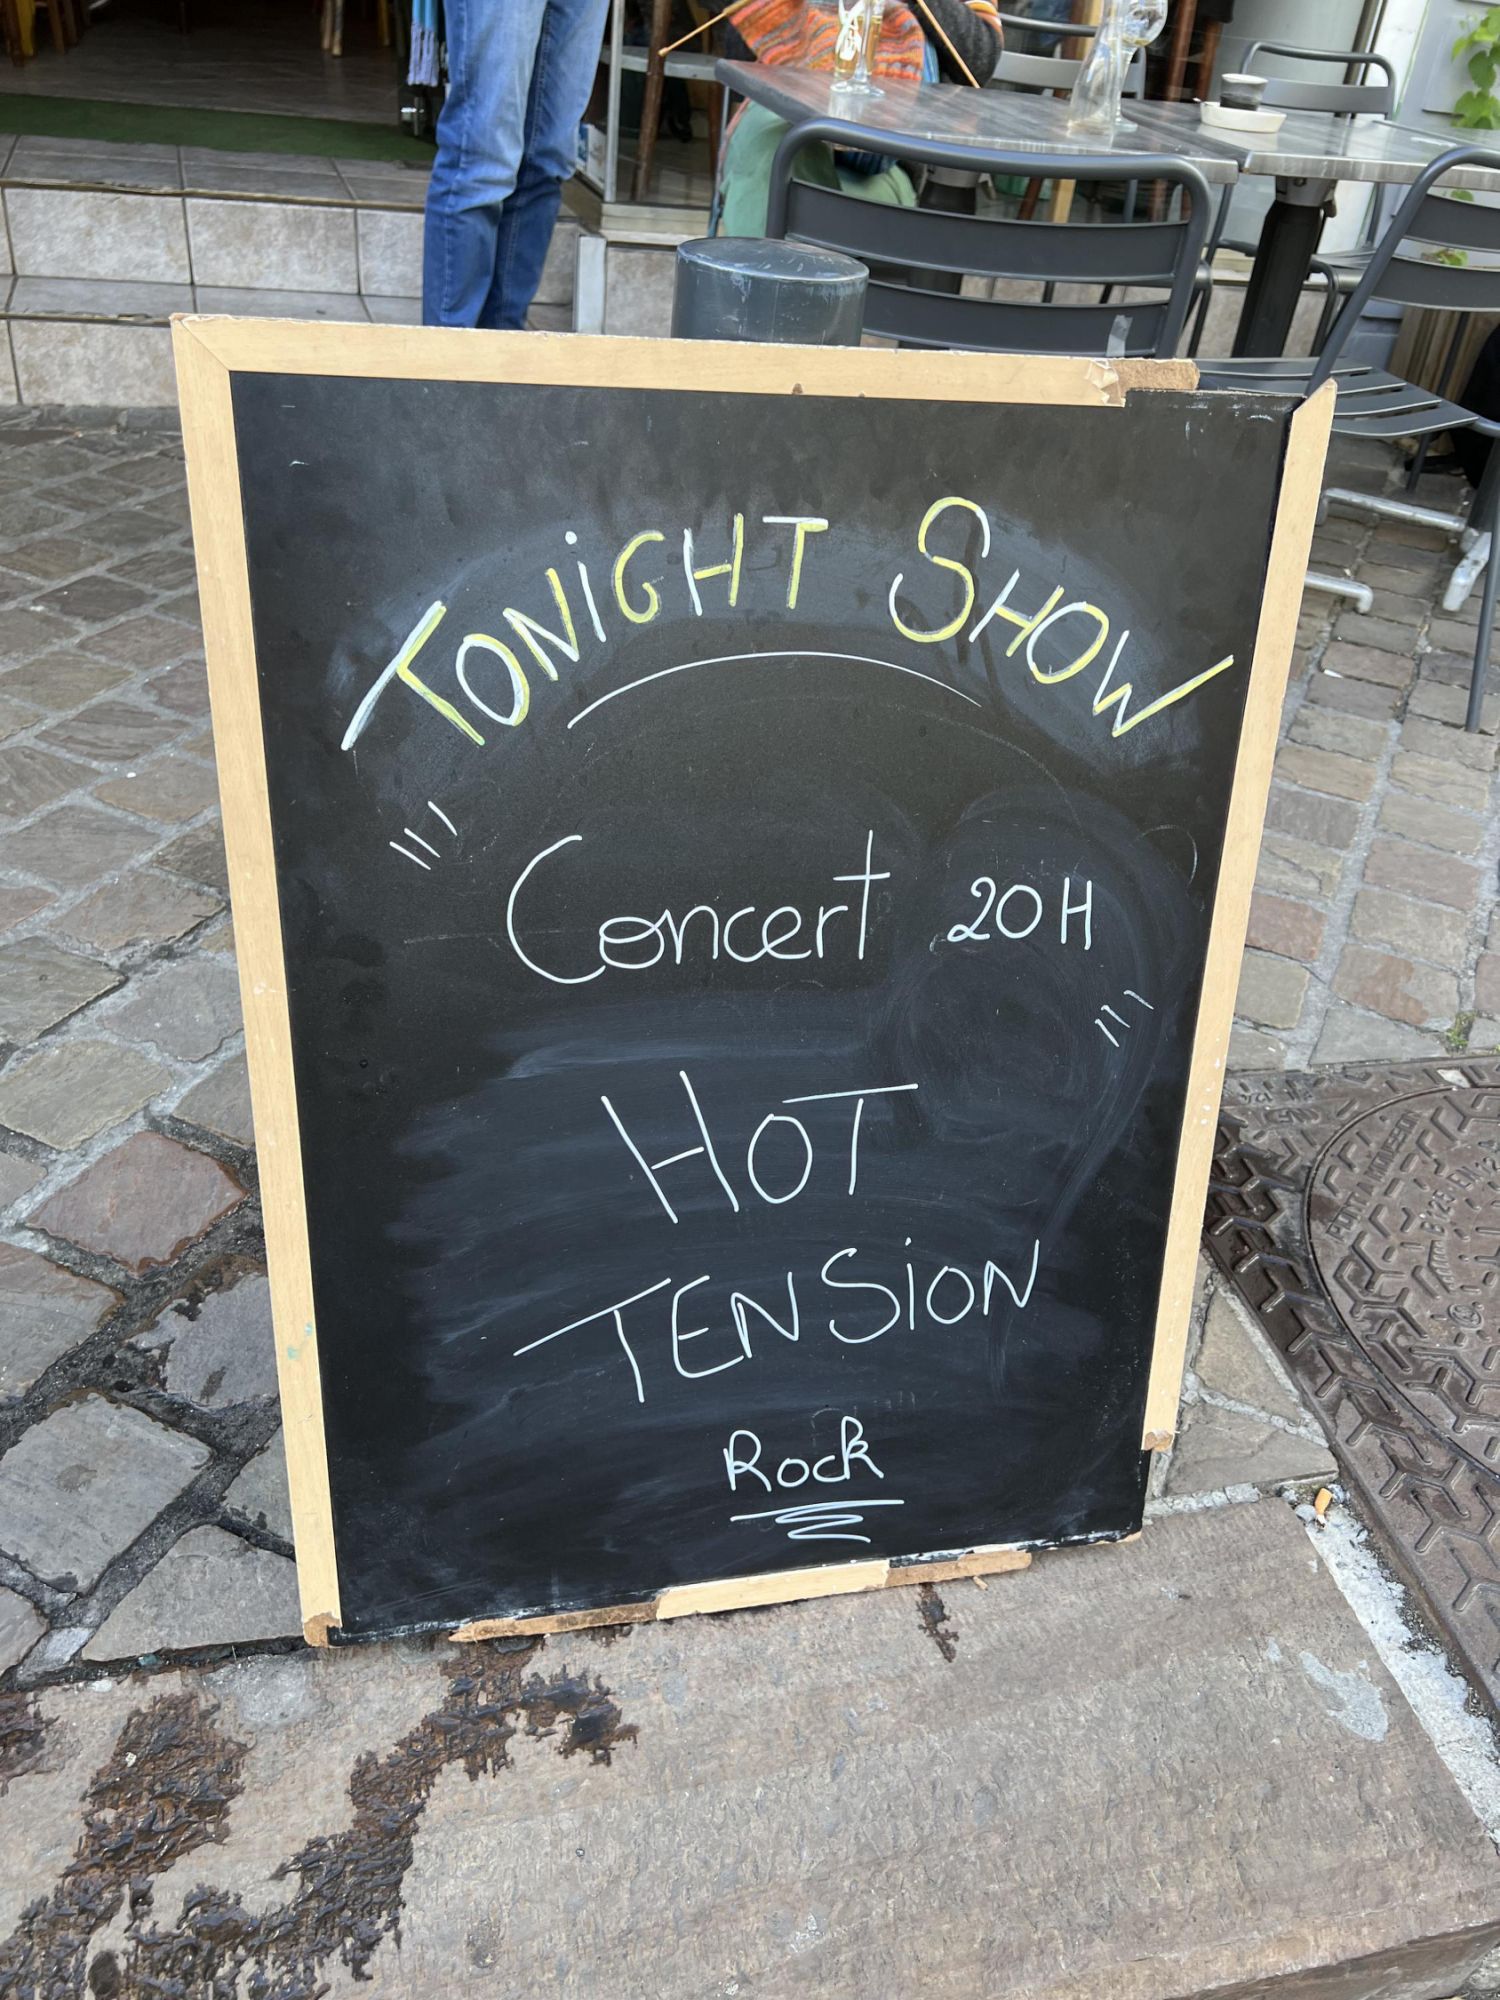 TONiGHT SHOW
Concert 20H
HOT
TENSiON
Rock